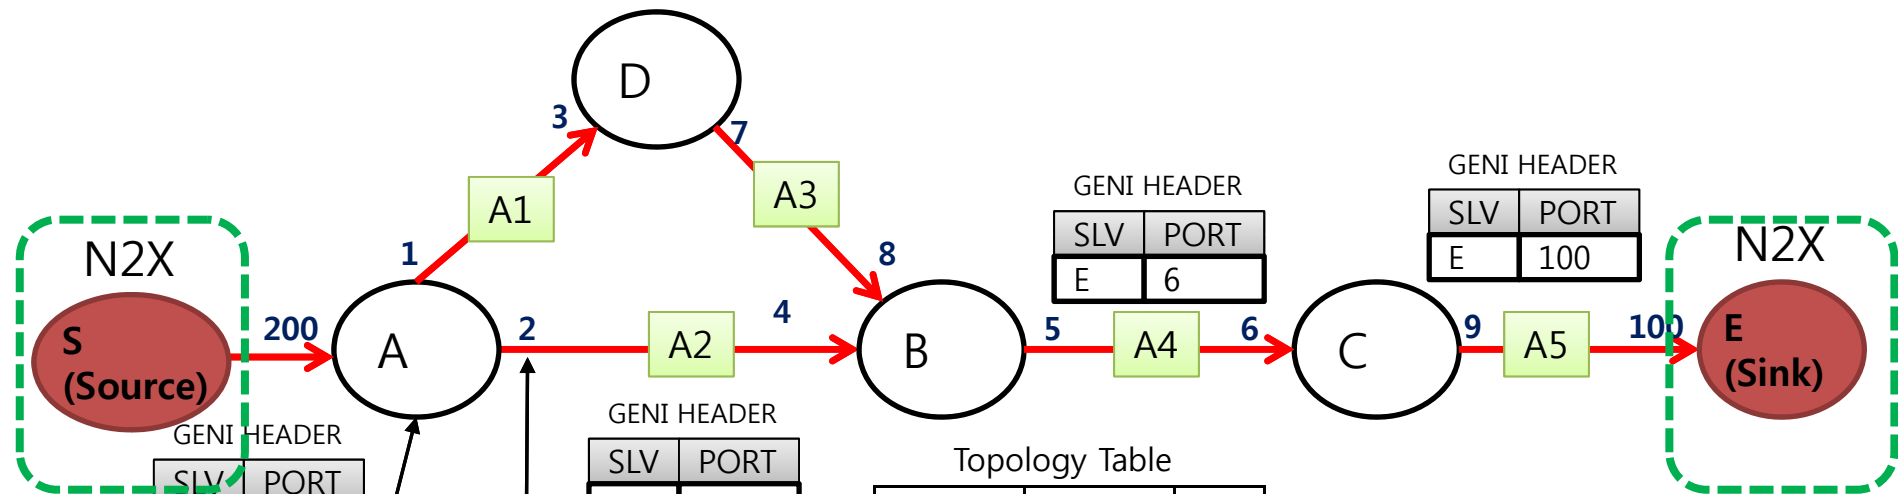 D
3
7
A1
A3
GENI HEADER
SLV PORT
E 100
GENI HEADER
SLV PORT
E 6
N2X
N2X
1
8
S
(Source)
200
A
2
A2
4
B
5
A4
6
C
9
A5
100
E
(Sink)
GENI HEADER
SLV PORT
GENI HEADER
SLV PORT
Topology Table